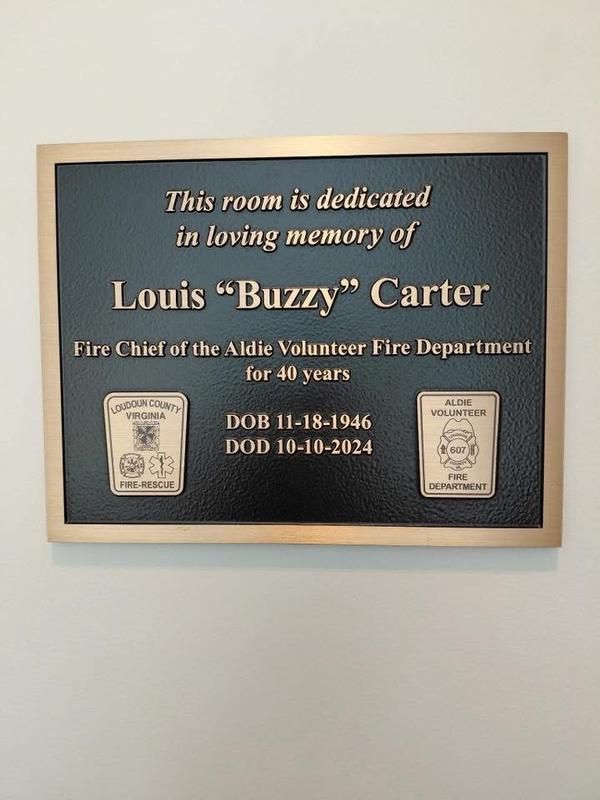 This room is dedicated
in loving memory of
Louis “Buzzy” Carter
Fire Chief of the Aldie Volunteer Fire Department
for 40 years
DOB 11-18-1946
DOD 10-10-2024
LOUDOUN COUNTY
VIRGINIA
FIRE-RESCUE
ALDIE
VOLUNTEER
607
FIRE
DEPARTMENT